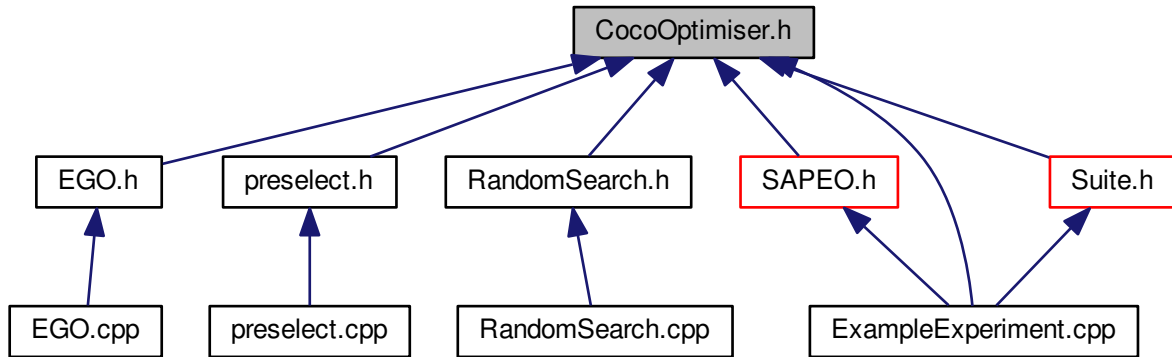 CocoOptimiser.h
EGO.h
preselect.h
RandomSearch.h
SAPEO.h
Suite.h
EGO.cpp
preselect.cpp
RandomSearch.cpp
ExampleExperiment.cpp